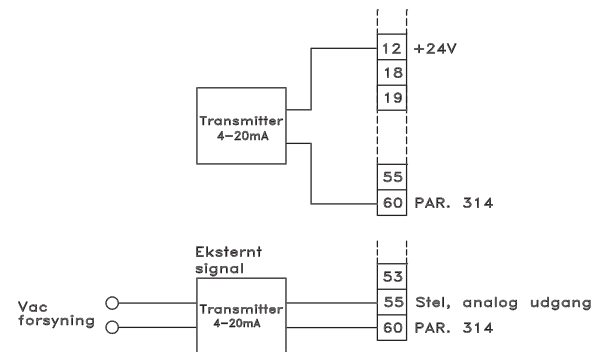 12 +24V
18
19
Transmitter
4-20mA
55
60 PAR. 314
Eksternt
signal
53
Vac
forsyning
Transmitter
4-20mA
55 Stel, analog udgang
60 PAR. 314